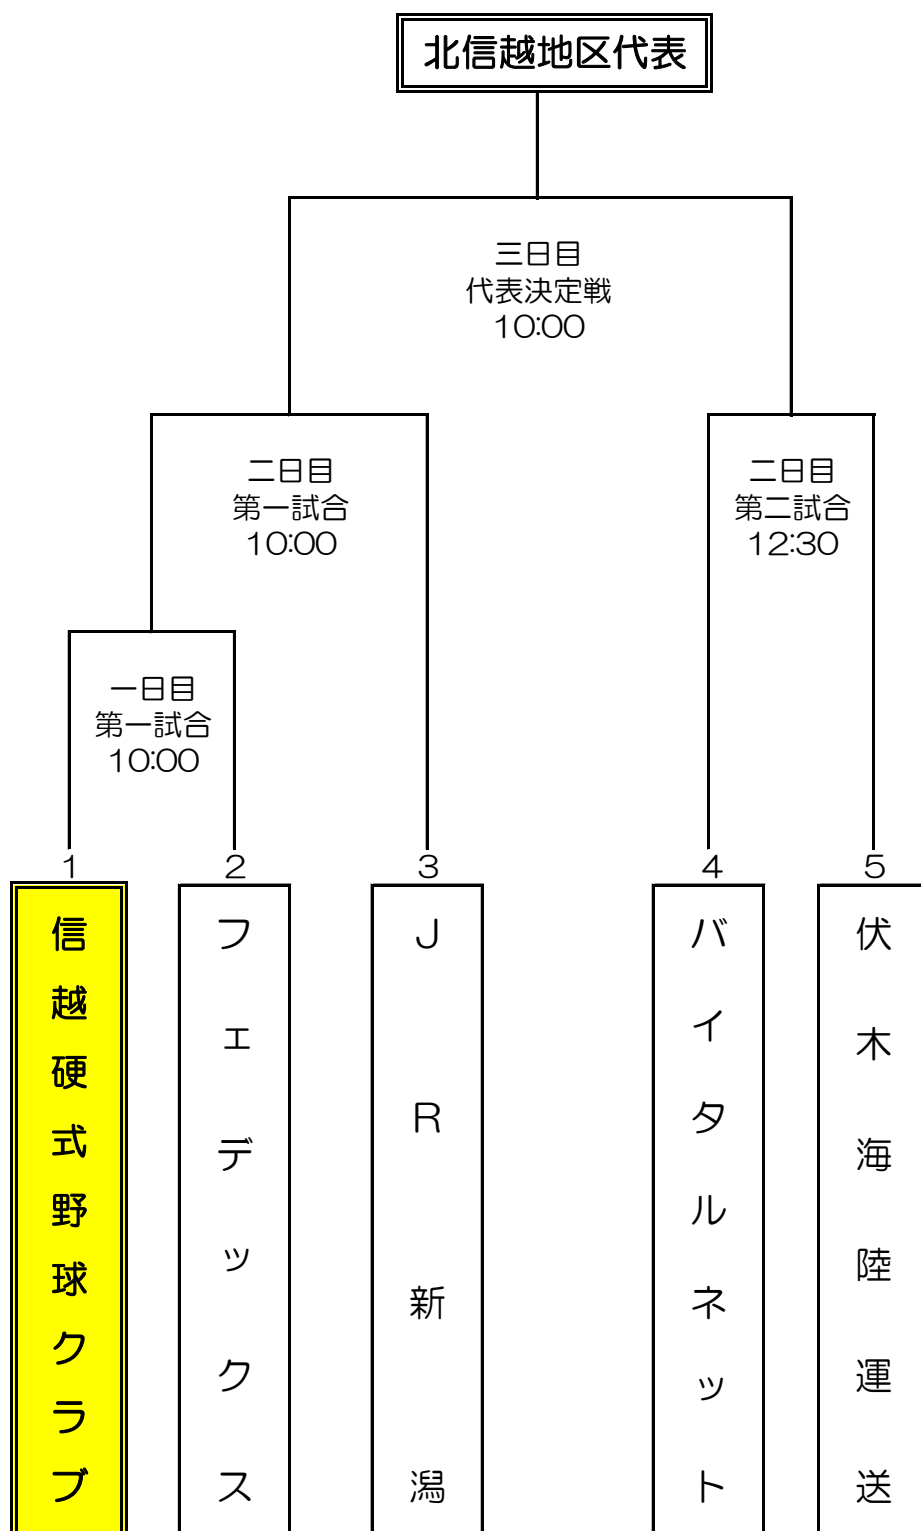 北信越地区代表
三日目
代表決定戦
10:00
二日目
第一試合
10:00
二日目
第二試合
12:30
一日目
第一試合
10:00
1
2
3
4
5
信越硬式野球クラブ
フェデックス
JR新潟
バイタルネット
伏木海陸運送